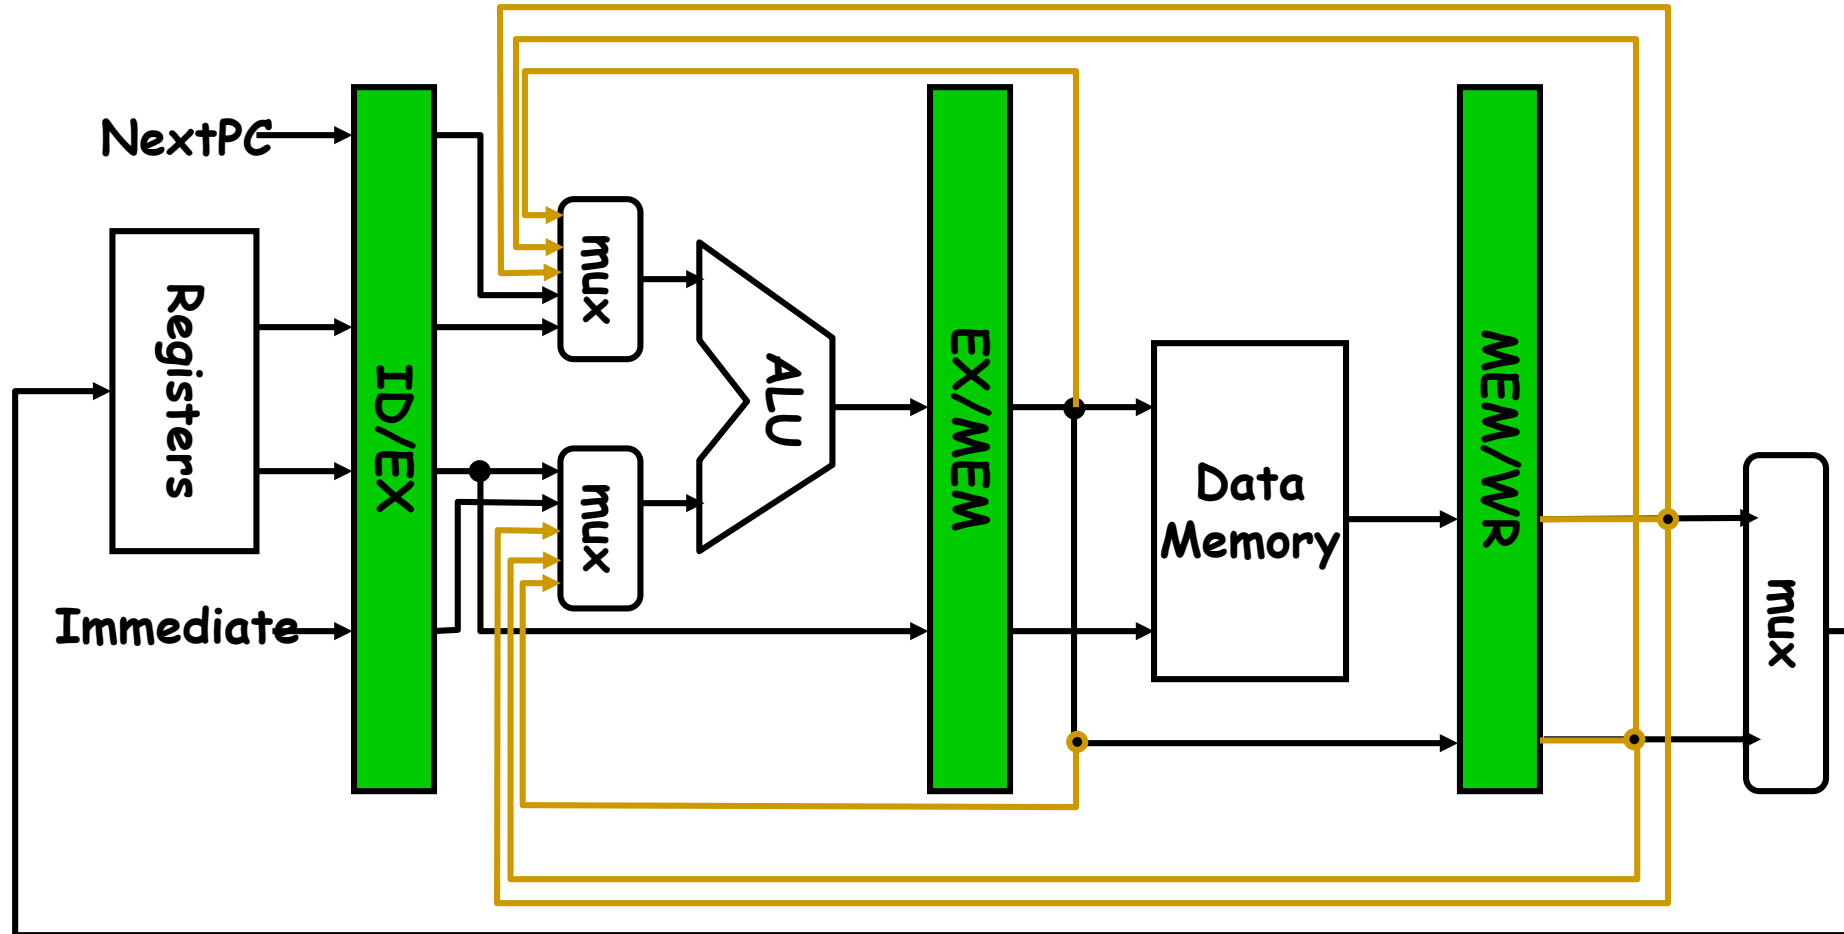 NextPC
Registers
Immediate
ID/EX
mux
mux
ALU
EX/MEM
Data
Memory
MEM/WR
mux